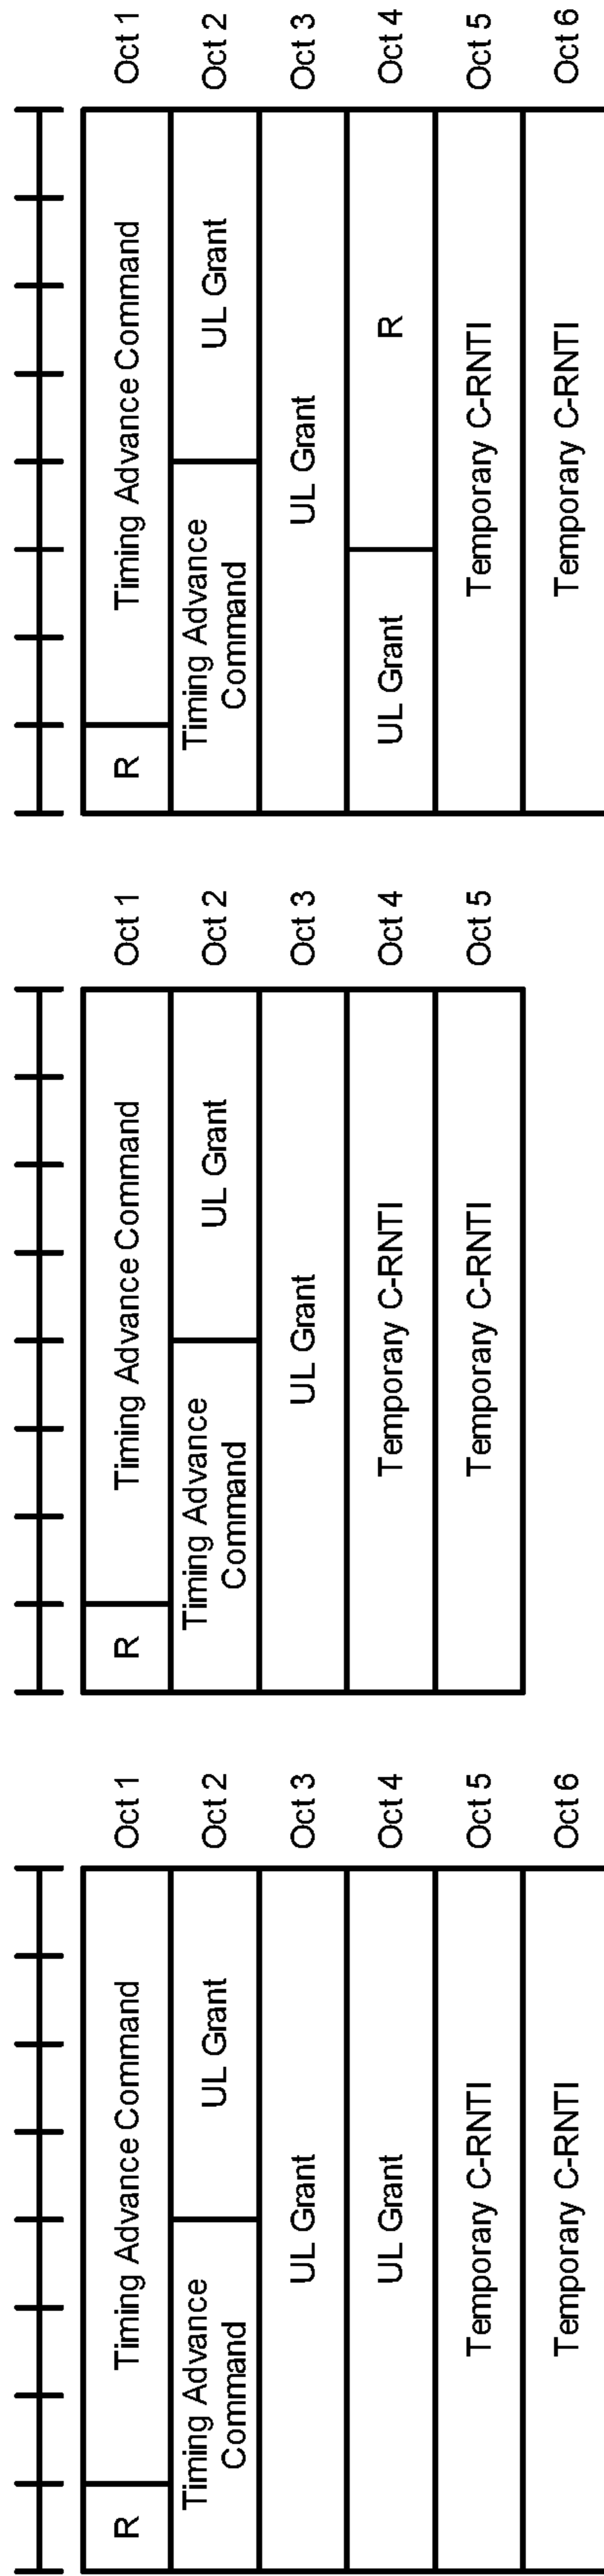 R
Timing Advance Command
Oct 1
Timing Advance
Command
UL Grant
Oct 2
UL Grant
Oct 3
UL Grant
Oct 4
Temporary C-RNTI
Oct 5
Temporary C-RNTI
Oct 6
R
Timing Advance Command
Oct 1
Timing Advance
Command
UL Grant
Oct 2
UL Grant
Oct 3
Temporary C-RNTI
Oct 4
Temporary C-RNTI
Oct 5
R
Timing Advance Command
Oct 1
Timing Advance
Command
UL Grant
Oct 2
UL Grant
Oct 3
UL Grant
R
Oct 4
Temporary C-RNTI
Oct 5
Temporary C-RNTI
Oct 6